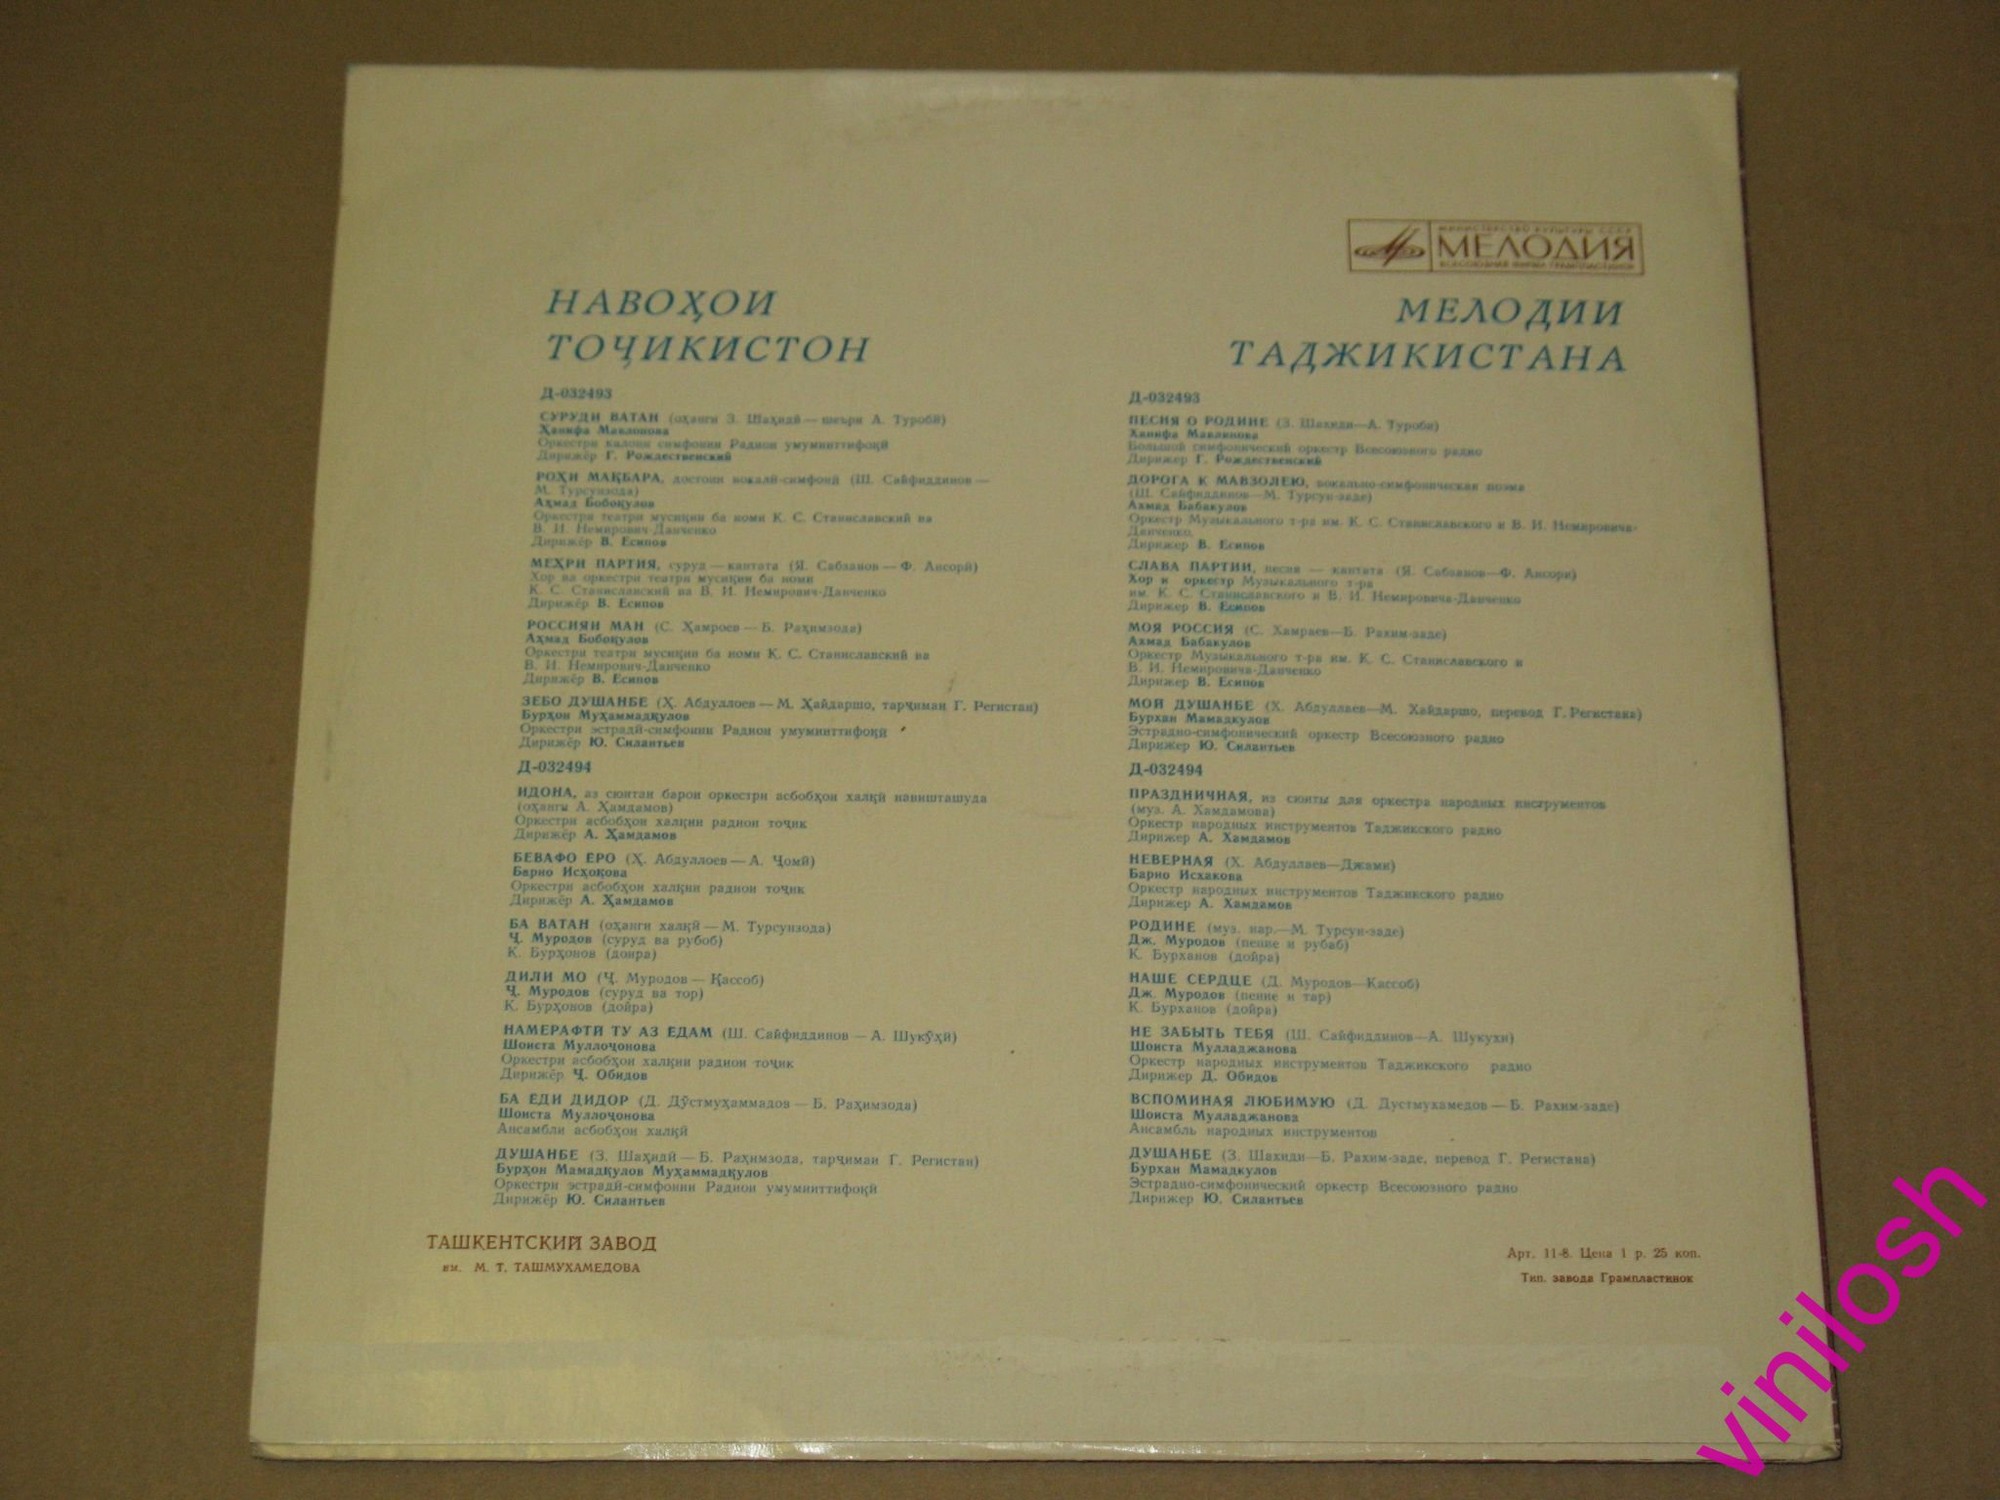 МИНИСТЕРСТВО КУЛЬТУРЫ СССР
МЕЛОДИЯ
ВСЕСОЮЗНАЯ ФИРМА ГРАМПЛАСТИНОК
НАВОҲОИ
ТОҶИКИСТОН
Д-032493
СУРУДИ ВАТАН (оҳанги З. Шаҳидӣ — шеъри А. Туробӣ)
Ҳанифа Мавлонова
Оркестри калони симфонии Радиои умумиттифоқӣ
Дирижёр Г. Рождественский
РОҲИ МАҚБАРА, достони вокалӣ-симфонӣ (Ш. Сайфиддинов —
М. Турсунзода)
Аҳмад Бобоқулов
Оркестри театри мусиқии ба номи К. С. Станиславский ва
В. И. Немирович-Данченко
Дирижёр В. Есипов
МЕҲРИ ПАРТИЯ, суруд — кантата (Я. Сабзанов — Ф. Ансорӣ)
Хор ва оркестри театри мусиқии ба номи
К. С. Станиславский ва В. И. Немирович-Данченко
Дирижёр В. Есипов
РОССИЯИ МАН (С. Ҳамроев — Б. Раҳимзода)
Аҳмад Бобоқулов
Оркестри театри мусиқии ба номи К. С. Станиславский ва
В. И. Немирович-Данченко
Дирижёр В. Есипов
ЗЕБО ДУШАНБЕ (Ҳ. Абдуллоев — М. Ҳайдаршо, тарҷимаи Г. Регистан)
Бурҳон Муҳаммадқулов
Оркестри эстрадӣ-симфонии Радиои умумиттифоқӣ
Дирижёр Ю. Силантьев
Д-032494
ИДОНА, аз сюитаи барои оркестри асбобҳои халқӣ навишташуда
(оҳанги А. Ҳамдамов)
Оркестри асбобҳои халқии радиои тоҷик
Дирижёр А. Ҳамдамов
БЕВАФО ЁРО (Ҳ. Абдуллоев — А. Ҷомӣ)
Барно Исҳоқова
Оркестри асбобҳои халқии радиои тоҷик
Дирижёр А. Ҳамдамов
БА ВАТАН (оҳанги халқӣ — М. Турсунзода)
Ҷ. Муродов (суруд ва рубоб)
К. Бурҳонов (доира)
ДИЛИ МО (Ҷ. Муродов — Қассоб)
Ҷ. Муродов (суруд ва тор)
К. Бурҳонов (дойра)
НАМЕРАФТӢ ТУ АЗ ЁДАМ (Ш. Сайфиддинов — А. Шукӯҳӣ)
Шоиста Муллоҷонова
Оркестри асбобҳои халқии радиои тоҷик
Дирижёр Ҷ. Обидов
БА ЁДИ ДИДОР (Д. Дӯстмуҳаммадов — Б. Раҳимзода)
Шоиста Муллоҷонова
Ансамбли асбобҳои халқӣ
ДУШАНБЕ (З. Шаҳидӣ — Б. Раҳимзода, тарҷимаи Г. Регистан)
Бурҳон Мамадқулов Муҳаммадқулов
Оркестри эстрадӣ-симфонии Радиои умумиттифоқӣ
Дирижёр Ю. Силантьев
МЕЛОДИИ
ТАДЖИКИСТАНА
Д-032493
ПЕСНЯ О РОДИНЕ (З. Шахиди—А. Туроби)
Ханифа Мавлянова
Большой симфонический оркестр Всесоюзного радио
Дирижер Г. Рождественский
ДОРОГА К МАВЗОЛЕЮ, вокально-симфоническая поэма
(Ш. Сайфиддинов—М. Турсун-заде)
Ахмад Бабакулов
Оркестр Музыкального т-ра им. К. С. Станиславского и В. И. Немировича-
Данченко
Дирижер В. Есипов
СЛАВА ПАРТИИ, песня — кантата (Я. Сабзанов—Ф. Ансори)
Хор и оркестр Музыкального т-ра
им. К. С. Станиславского и В. И. Немировича-Данченко
Дирижер В. Есипов
МОЯ РОССИЯ (С. Хамраев—Б. Рахим-заде)
Ахмад Бабакулов
Оркестр Музыкального т-ра им. К. С. Станиславского и
В. И. Немировича-Данченко
Дирижер В. Есипов
МОЙ ДУШАНБЕ (Х. Абдуллаев—М. Хайдаршо, перевод Г. Регистана)
Бурхан Мамадкулов
Эстрадно-симфонический оркестр Всесоюзного радио
Дирижер Ю. Силантьев
Д-032494
ПРАЗДНИЧНАЯ, из сюиты для оркестра народных инструментов
(муз. А. Хамдамова)
Оркестр народных инструментов Таджикского радио
Дирижер А. Хамдамов
НЕВЕРНАЯ (Х. Абдуллаев—Джами)
Барно Исхакова
Оркестр народных инструментов Таджикского радио
Дирижер А. Хамдамов
РОДИНЕ (муз. нар.—М. Турсун-заде)
Дж. Муродов (пение и рубаб)
К. Бурханов (дойра)
НАШЕ СЕРДЦЕ (Д. Муродов—Кассоб)
Дж. Муродов (пение и тар)
К. Бурханов (дойра)
НЕ ЗАБЫТЬ ТЕБЯ (Ш. Сайфиддинов—А. Шукухи)
Шоиста Мулладжанова
Оркестр народных инструментов Таджикского радио
Дирижер Д. Обидов
ВСПОМИНАЯ ЛЮБИМУЮ (Д. Дустмухамедов — Б. Рахим-заде)
Шоиста Мулладжанова
Ансамбль народных инструментов
ДУШАНБЕ (З. Шахиди—Б. Рахим-заде, перевод Г. Регистана)
Бурхан Мамадкулов
Эстрадно-симфонический оркестр Всесоюзного радио
Дирижер Ю. Силантьев
ТАШКЕНТСКИЙ ЗАВОД
им. М. Т. ТАШМУХАМЕДОВА
Арт. 11-8. Цена 1 р. 25 коп.
Тип. завода Грампластинок
vinilosh